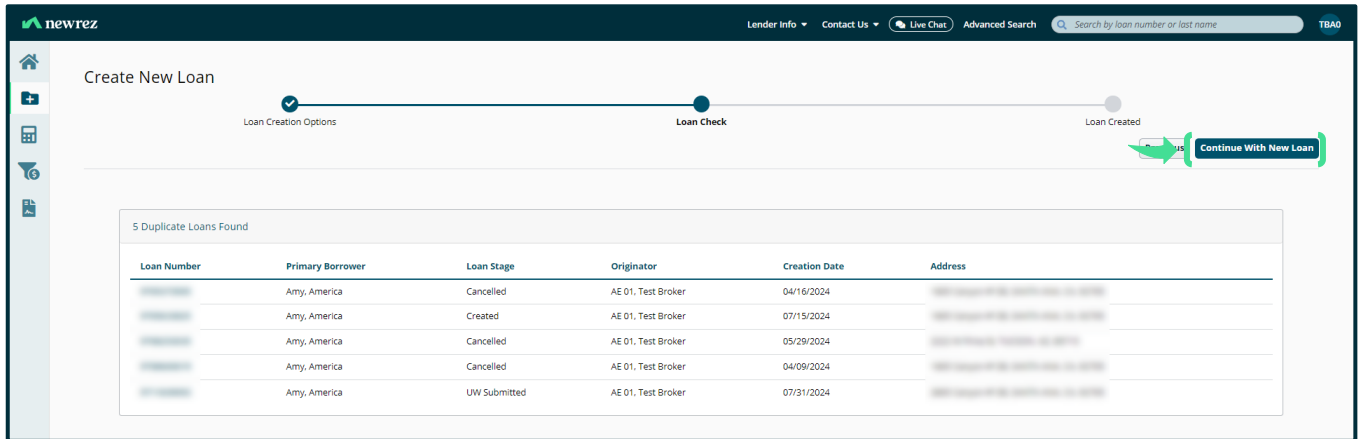 newrez
Lender Info Contact Us Live Chat Advanced Search Search by loan number or last name TBA0
Create New Loan
Loan Creation Options Loan Check Loan Created
Continue With New Loan
5 Duplicate Loans Found
Loan Number Primary Borrower Loan Stage Originator Creation Date Address
Amy, America Cancelled AE 01, Test Broker 04/16/2024
Amy, America Created AE 01, Test Broker 07/15/2024
Amy, America Cancelled AE 01, Test Broker 05/29/2024
Amy, America Cancelled AE 01, Test Broker 04/09/2024
Amy, America UW Submitted AE 01, Test Broker 07/31/2024